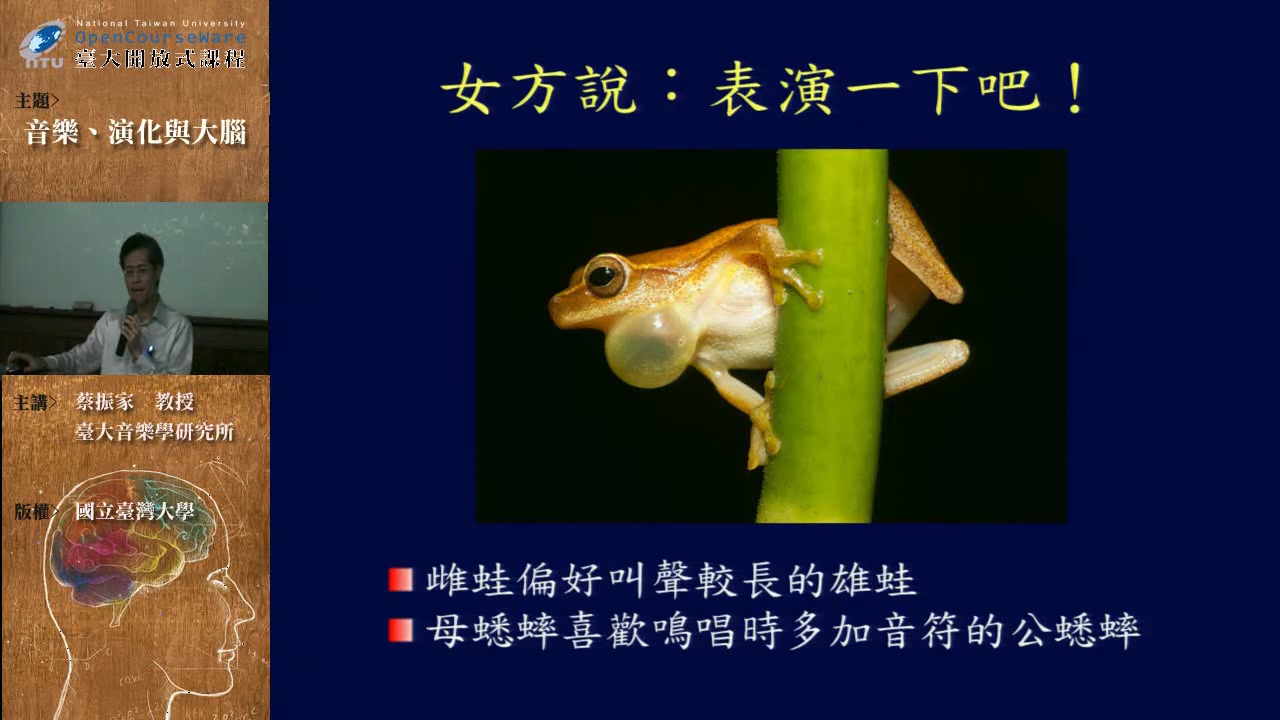 National Taiwan University
OpenCourseWare
NTU
臺大開放式課程
主題>
音樂、演化與大腦
主講> 蔡振家 教授
臺大音樂學研究所
版權> 國立臺灣大學
女方說：表演一下吧！
雌蛙偏好叫聲較長的雄蛙
母蟋蟀喜歡鳴唱時多加音符的公蟋蟀